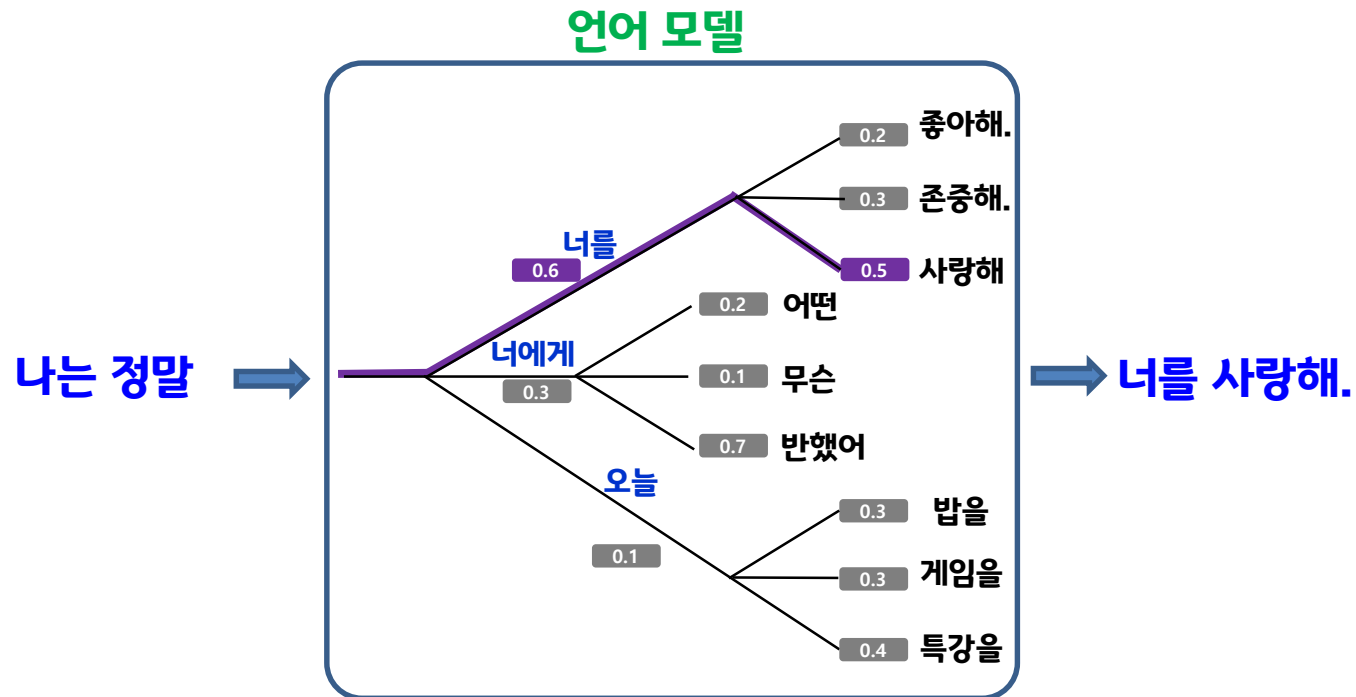 언어 모델
나는 정말
너를
0.6
0.2 좋아해.
0.3 존중해.
0.5 사랑해
너에게
0.3
0.2 어떤
0.1 무슨
0.7 반했어
오늘
0.1
0.3 밥을
0.3 게임을
0.4 특강을
너를 사랑해.